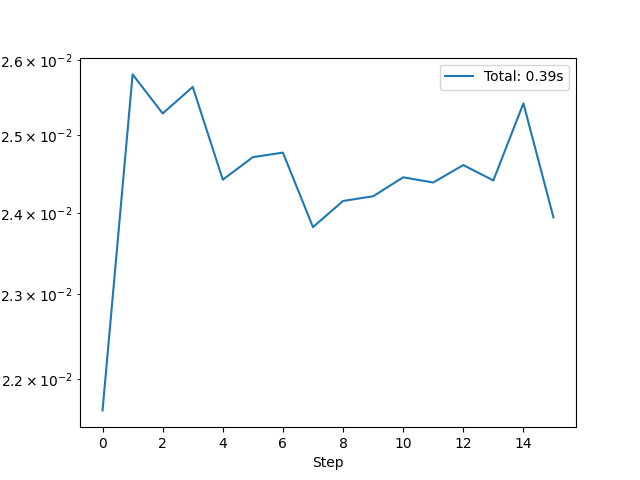 2.6 × 10⁻²
2.5 × 10⁻²
2.4 × 10⁻²
2.3 × 10⁻²
2.2 × 10⁻²
Total: 0.39s
0 2 4 6 8 10 12 14
Step